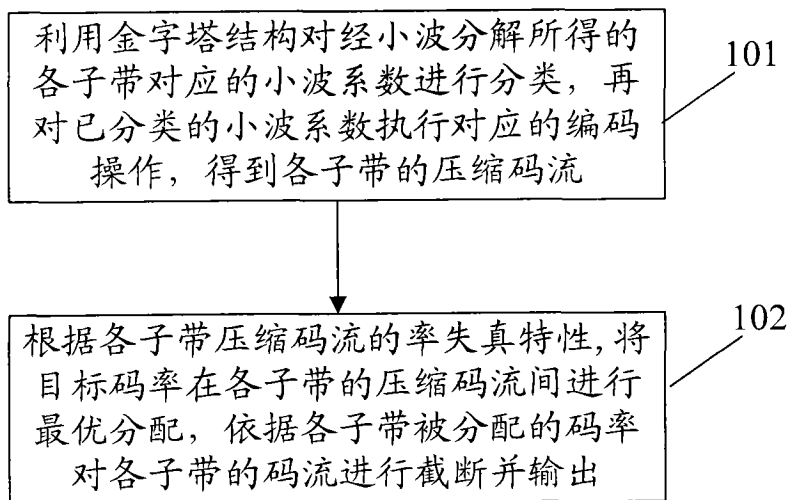 利用金字塔结构对经小波分解所得的
各子带对应的小波系数进行分类，再
对已分类的小波系数执行对应的编码
操作，得到各子带的压缩码流
101
根据各子带压缩码流的率失真特性,将
目标码率在各子带的压缩码流间进行
最优分配，依据各子带被分配的码率
对各子带的码流进行截断并输出
102